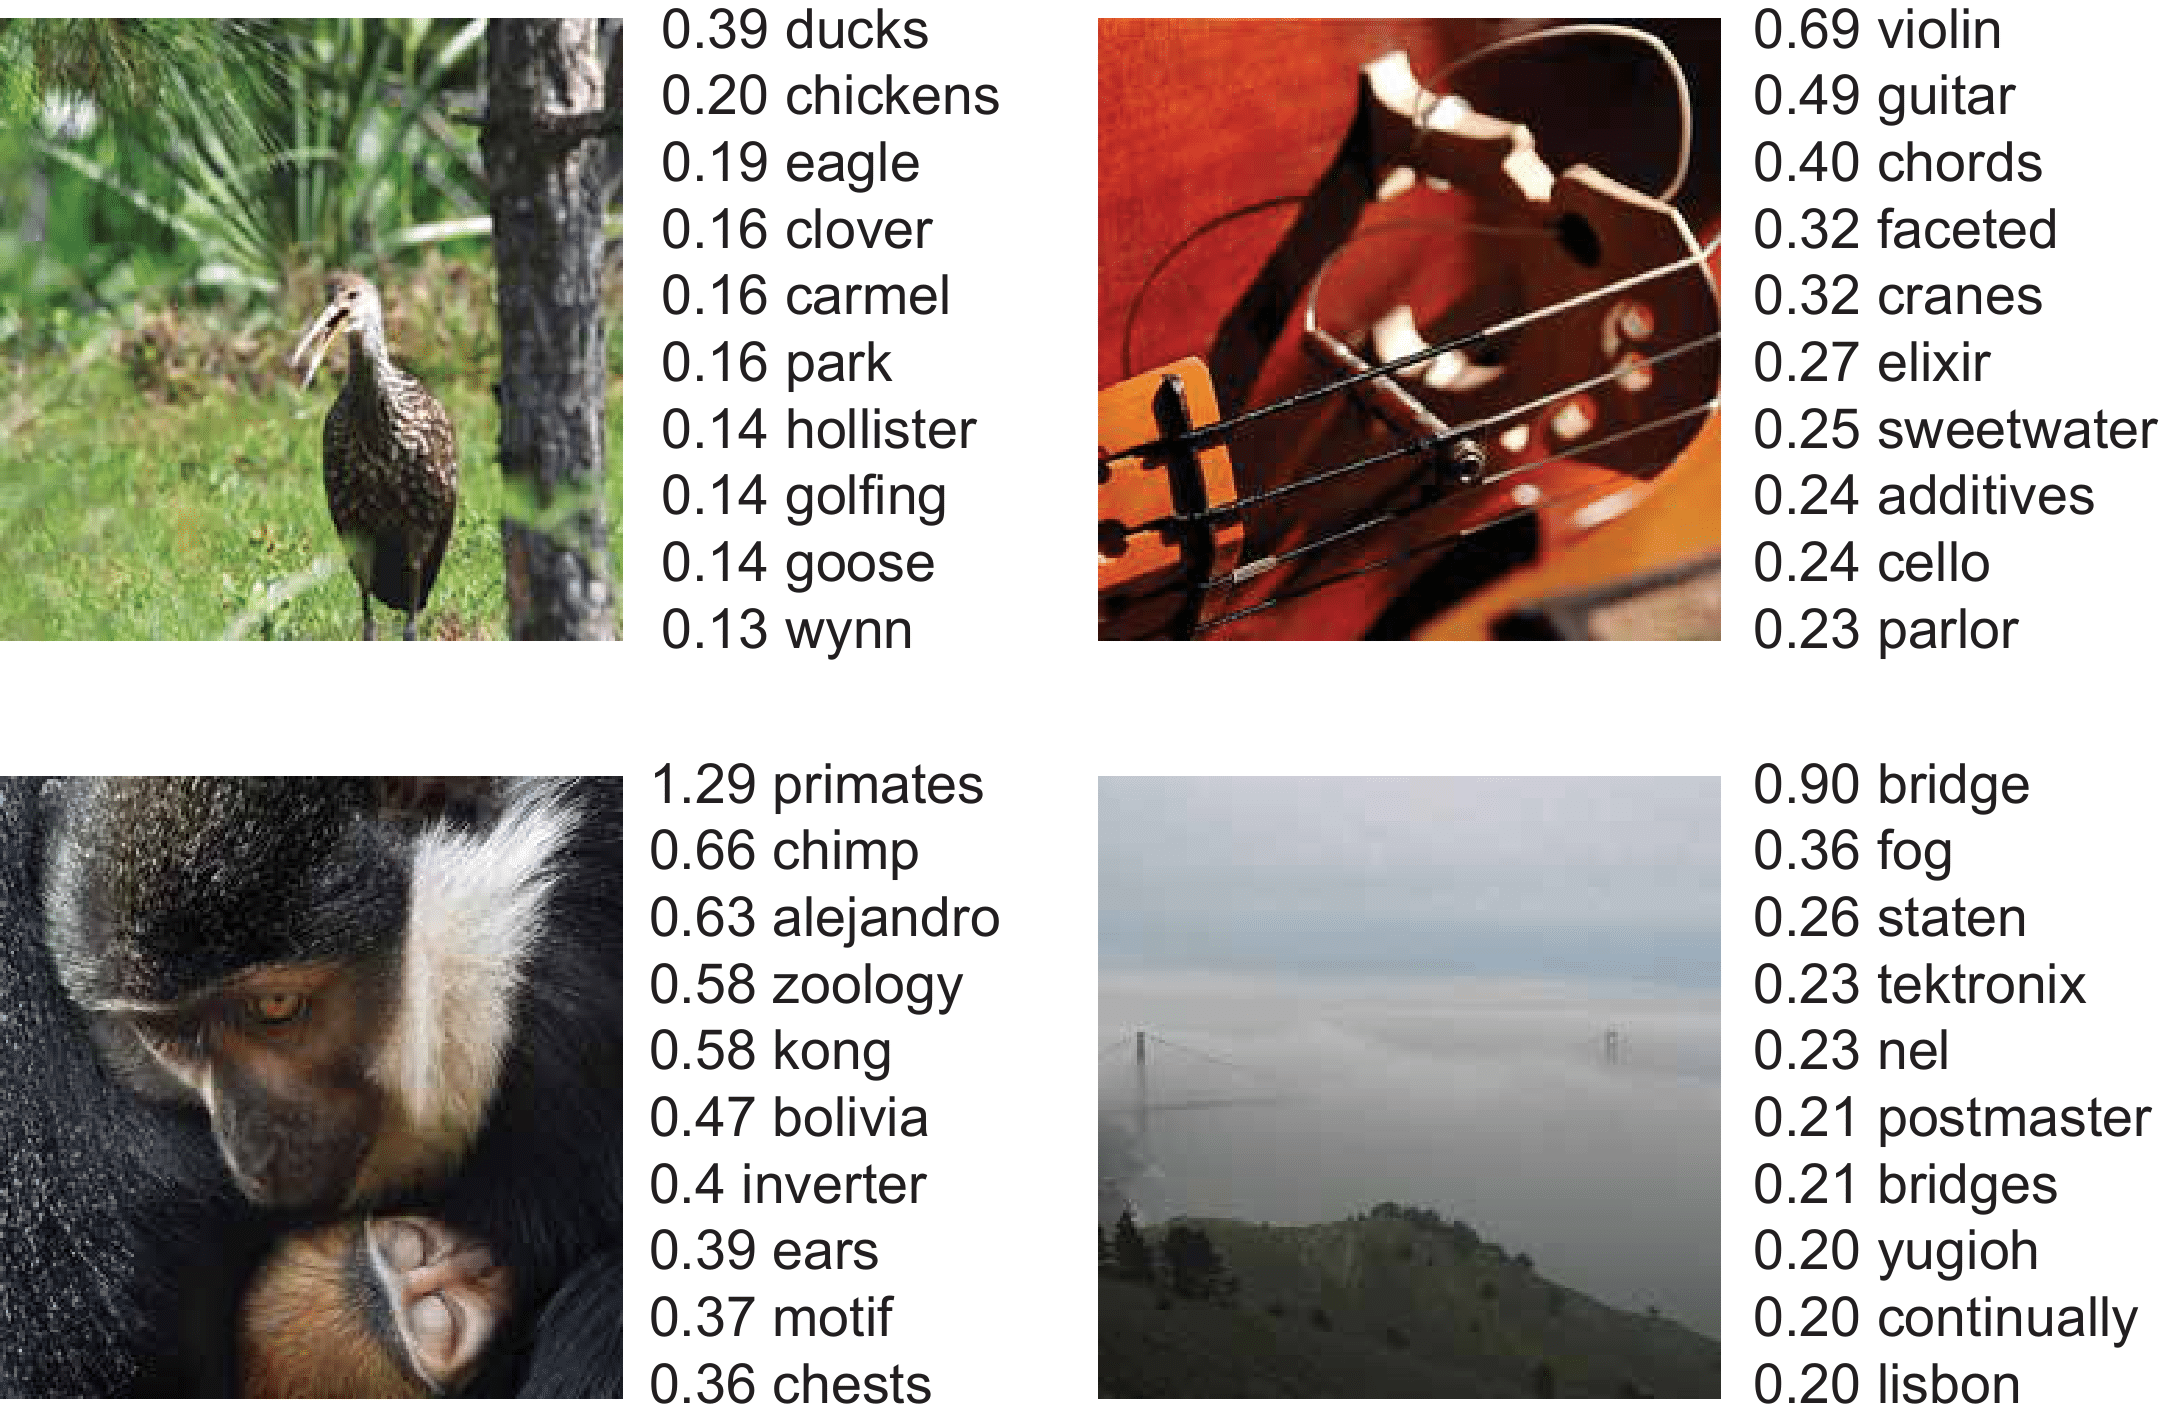 0.39 ducks
0.20 chickens
0.19 eagle
0.16 clover
0.16 carmel
0.16 park
0.14 hollister
0.14 golfing
0.14 goose
0.13 wynn
0.69 violin
0.49 guitar
0.40 chords
0.32 faceted
0.32 cranes
0.27 elixir
0.25 sweetwater
0.24 additives
0.24 cello
0.23 parlor
1.29 primates
0.66 chimp
0.63 alejandro
0.58 zoology
0.58 kong
0.47 bolivia
0.4 inverter
0.39 ears
0.37 motif
0.36 chests
0.90 bridge
0.36 fog
0.26 staten
0.23 tektronix
0.23 nel
0.21 postmaster
0.21 bridges
0.20 yugioh
0.20 continually
0.20 lisbon